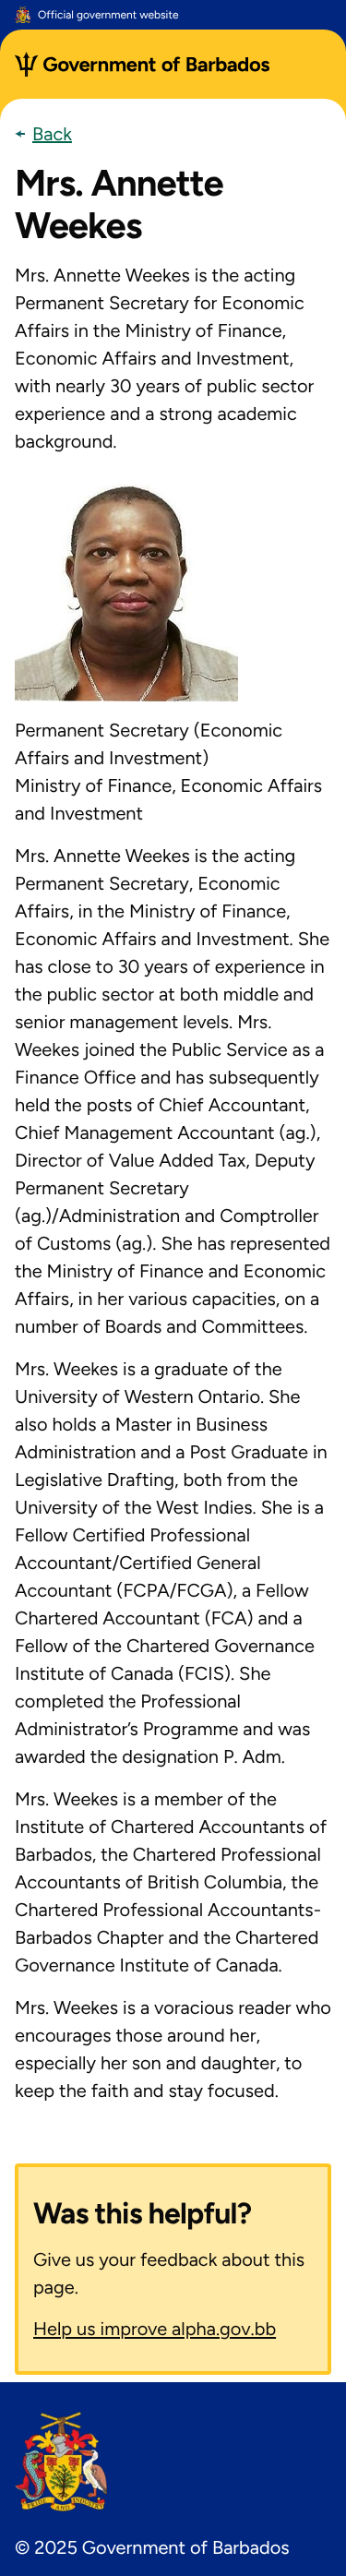 Official government website
Government of Barbados
← Back
Mrs. Annette
Weekes
Mrs. Annette Weekes is the acting
Permanent Secretary for Economic
Affairs in the Ministry of Finance,
Economic Affairs and Investment,
with nearly 30 years of public sector
experience and a strong academic
background.
Permanent Secretary (Economic
Affairs and Investment)
Ministry of Finance, Economic Affairs
and Investment
Mrs. Annette Weekes is the acting
Permanent Secretary, Economic
Affairs, in the Ministry of Finance,
Economic Affairs and Investment. She
has close to 30 years of experience in
the public sector at both middle and
senior management levels. Mrs.
Weekes joined the Public Service as a
Finance Office and has subsequently
held the posts of Chief Accountant,
Chief Management Accountant (ag.),
Director of Value Added Tax, Deputy
Permanent Secretary
(ag.)/Administration and Comptroller
of Customs (ag.). She has represented
the Ministry of Finance and Economic
Affairs, in her various capacities, on a
number of Boards and Committees.
Mrs. Weekes is a graduate of the
University of Western Ontario. She
also holds a Master in Business
Administration and a Post Graduate in
Legislative Drafting, both from the
University of the West Indies. She is a
Fellow Certified Professional
Accountant/Certified General
Accountant (FCPA/FCGA), a Fellow
Chartered Accountant (FCA) and a
Fellow of the Chartered Governance
Institute of Canada (FCIS). She
completed the Professional
Administrator’s Programme and was
awarded the designation P. Adm.
Mrs. Weekes is a member of the
Institute of Chartered Accountants of
Barbados, the Chartered Professional
Accountants of British Columbia, the
Chartered Professional Accountants-
Barbados Chapter and the Chartered
Governance Institute of Canada.
Mrs. Weekes is a voracious reader who
encourages those around her,
especially her son and daughter, to
keep the faith and stay focused.
Was this helpful?
Give us your feedback about this
page.
Help us improve alpha.gov.bb
PRIDE AND INDUSTRY
© 2025 Government of Barbados